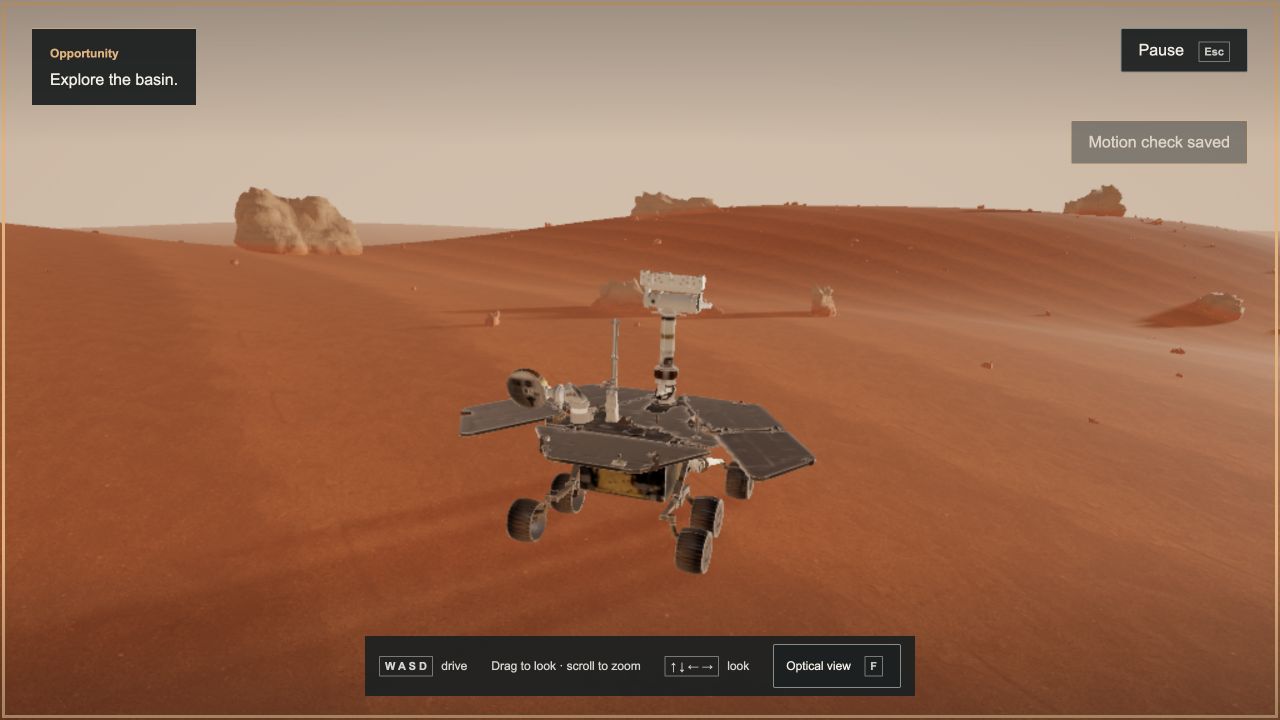 Opportunity
Explore the basin.
Pause Esc
Motion check saved
W A S D drive Drag to look · scroll to zoom ↑↓←→ look Optical view F